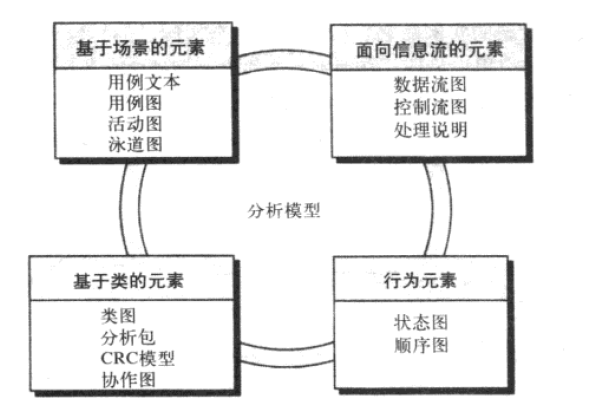 基于场景的元素
用例文本
用例图
活动图
泳道图
面向信息流的元素
数据流图
控制流图
处理说明
分析模型
基于类的元素
类图
分析包
CRC模型
协作图
行为元素
状态图
顺序图